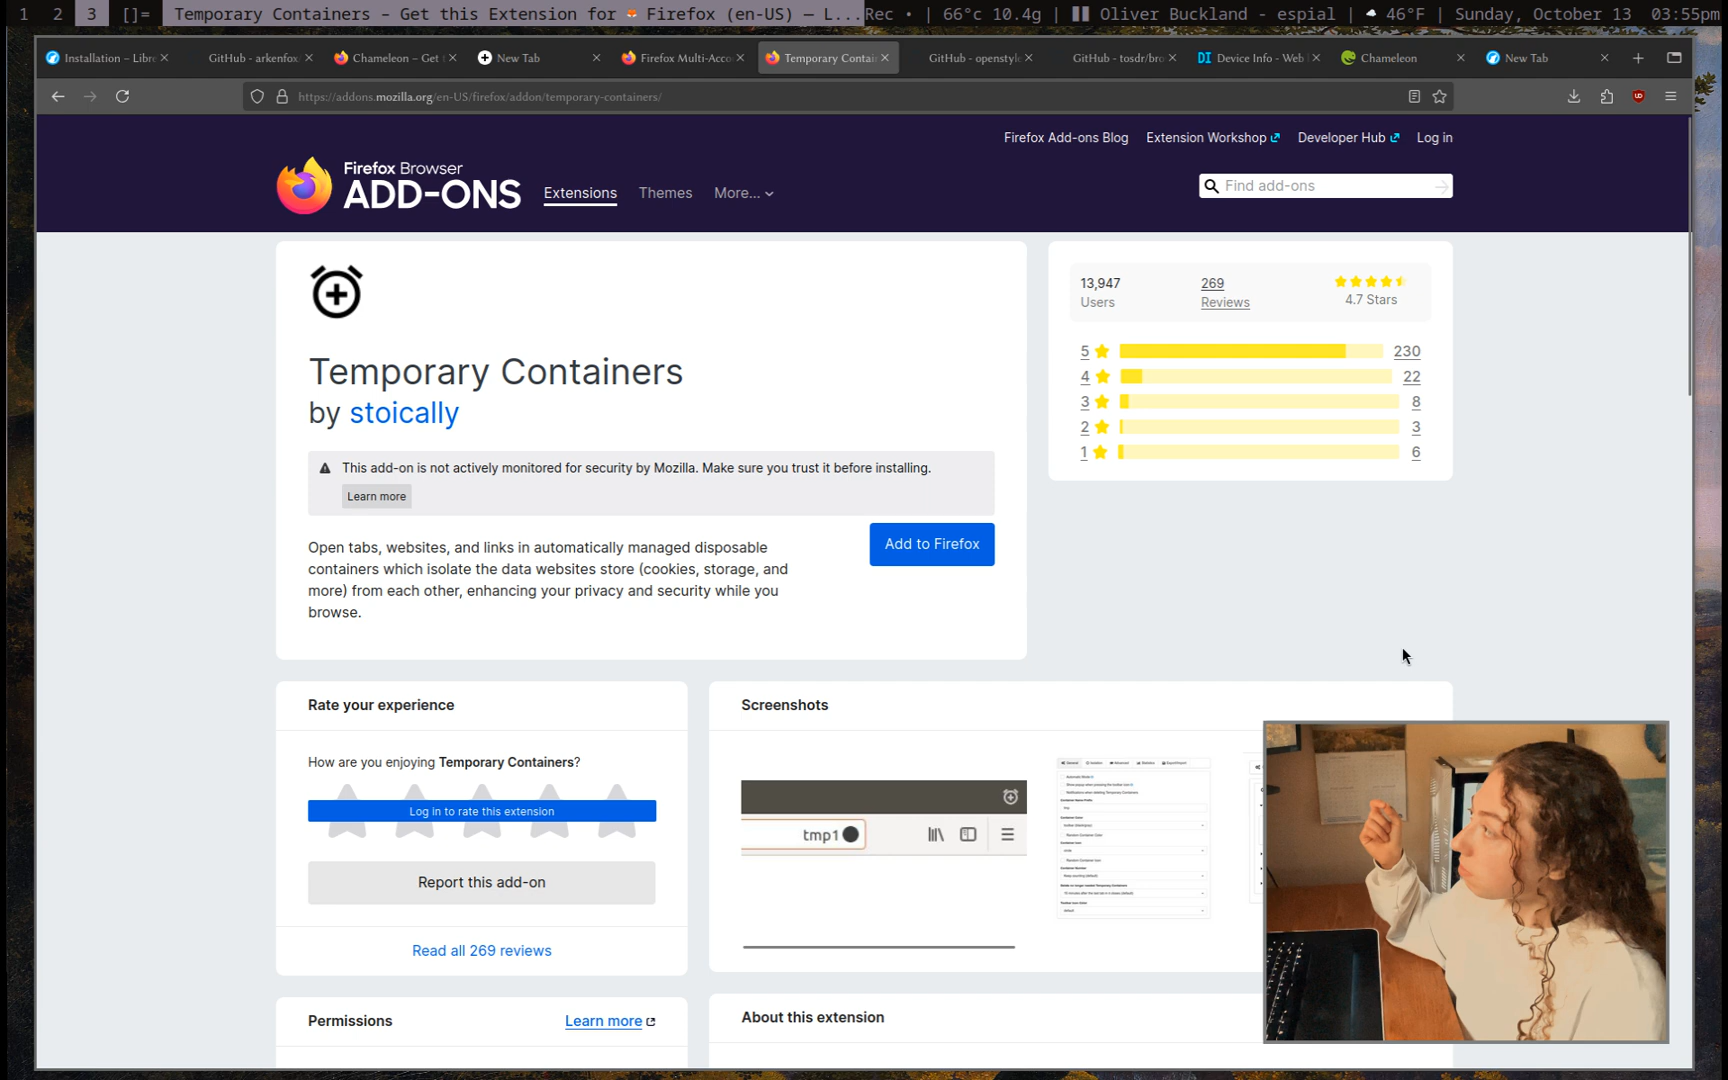 1 2 3 []= Temporary Containers – Get this Extension for Firefox (en-US) — L... Rec • | 66°c 10.4g | Oliver Buckland - espial | 46°F | Sunday, October 13 03:55pm
Installation – Libre GitHub - arkenfox Chameleon – Get New Tab Firefox Multi-Acco Temporary Contain GitHub - openstyle GitHub - tosdr/bro DI Device Info - Web Chameleon New Tab
https://addons.mozilla.org/en-US/firefox/addon/temporary-containers/
Firefox Add-ons Blog Extension Workshop Developer Hub Log in
Firefox Browser
ADD-ONS Extensions Themes More... Find add-ons
Temporary Containers
by stoically
This add-on is not actively monitored for security by Mozilla. Make sure you trust it before installing.
Learn more
Open tabs, websites, and links in automatically managed disposable
containers which isolate the data websites store (cookies, storage, and
more) from each other, enhancing your privacy and security while you
browse.
Add to Firefox
13,947 269
Users Reviews 4.7 Stars
5 230
4 22
3 8
2 3
1 6
Rate your experience
How are you enjoying Temporary Containers?
Log in to rate this extension
Report this add-on
Read all 269 reviews
Permissions Learn more
Screenshots
tmp1
About this extension